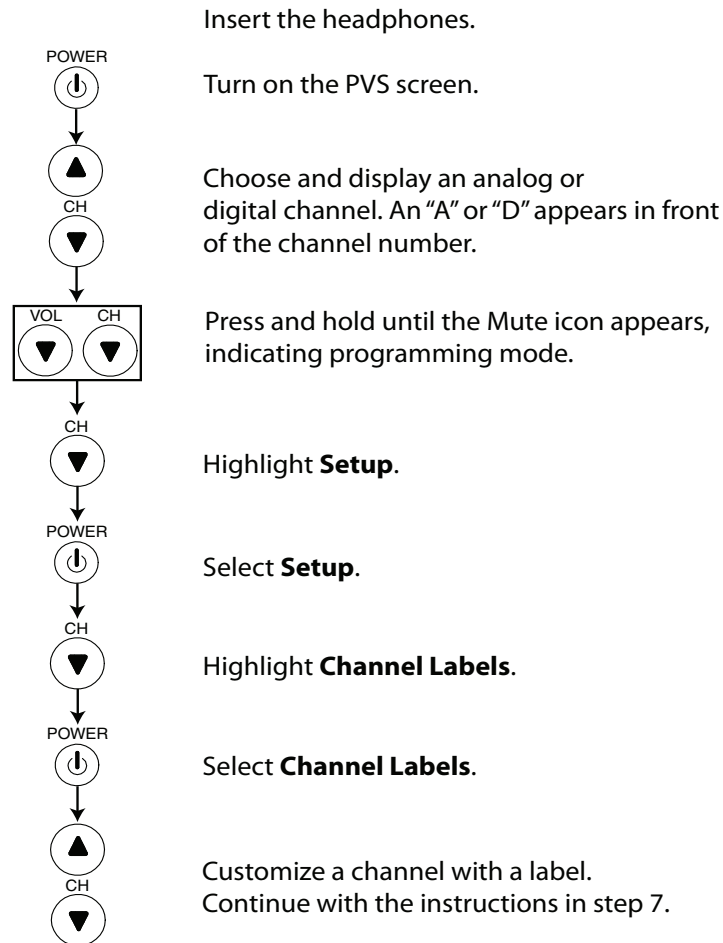 Insert the headphones.
POWER
Turn on the PVS screen.
CH
Choose and display an analog or
digital channel. An “A” or “D” appears in front
of the channel number.
VOL CH
Press and hold until the Mute icon appears,
indicating programming mode.
CH
Highlight Setup.
POWER
Select Setup.
CH
Highlight Channel Labels.
POWER
Select Channel Labels.
CH
Customize a channel with a label.
Continue with the instructions in step 7.